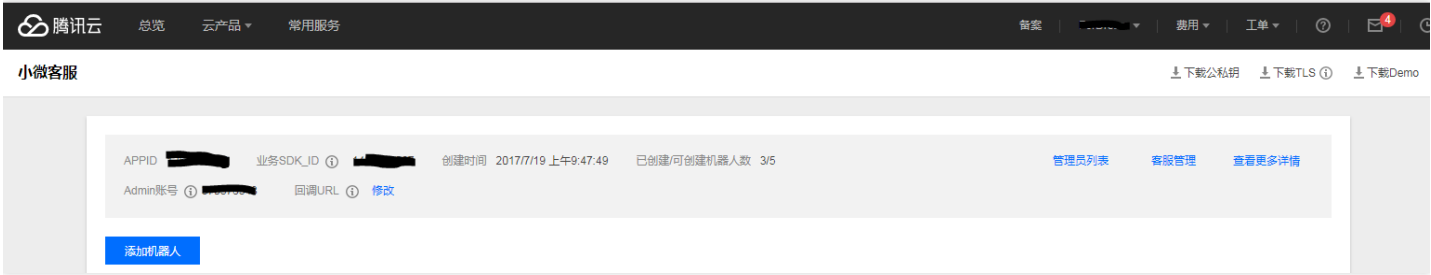 腾讯云 总览 云产品 常用服务 备案 费用 工单 4
小微客服 下载公私钥 下载TLS 下载Demo
APPID 业务SDK_ID 创建时间 2017/7/19 上午9:47:49 已创建/可创建机器人数 3/5 管理员列表 客服管理 查看更多详情
Admin账号 回调URL 修改
添加机器人